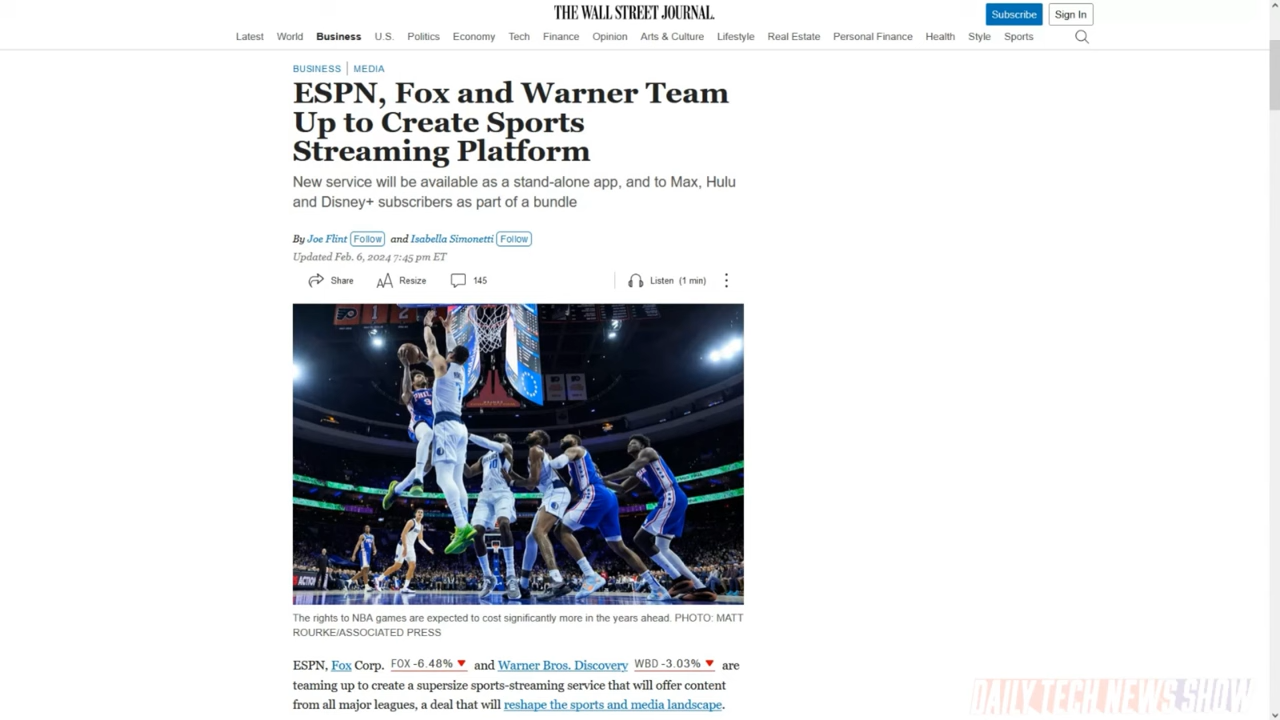 THE WALL STREET JOURNAL.
Subscribe
Sign In
Latest World Business U.S. Politics Economy Tech Finance Opinion Arts & Culture Lifestyle Real Estate Personal Finance Health Style Sports
BUSINESS | MEDIA
ESPN, Fox and Warner Team
Up to Create Sports
Streaming Platform
New service will be available as a stand-alone app, and to Max, Hulu
and Disney+ subscribers as part of a bundle
By Joe Flint Follow and Isabella Simonetti Follow
Updated Feb. 6, 2024 7:45 pm ET
Share AA Resize 145 Listen (1 min)
The rights to NBA games are expected to cost significantly more in the years ahead. PHOTO: MATT
ROURKE/ASSOCIATED PRESS
ESPN, Fox Corp. FOX -6.48% and Warner Bros. Discovery WBD -3.03% are
teaming up to create a supersize sports-streaming service that will offer content
from all major leagues, a deal that will reshape the sports and media landscape.
DAILY TECH NEWS SHOW